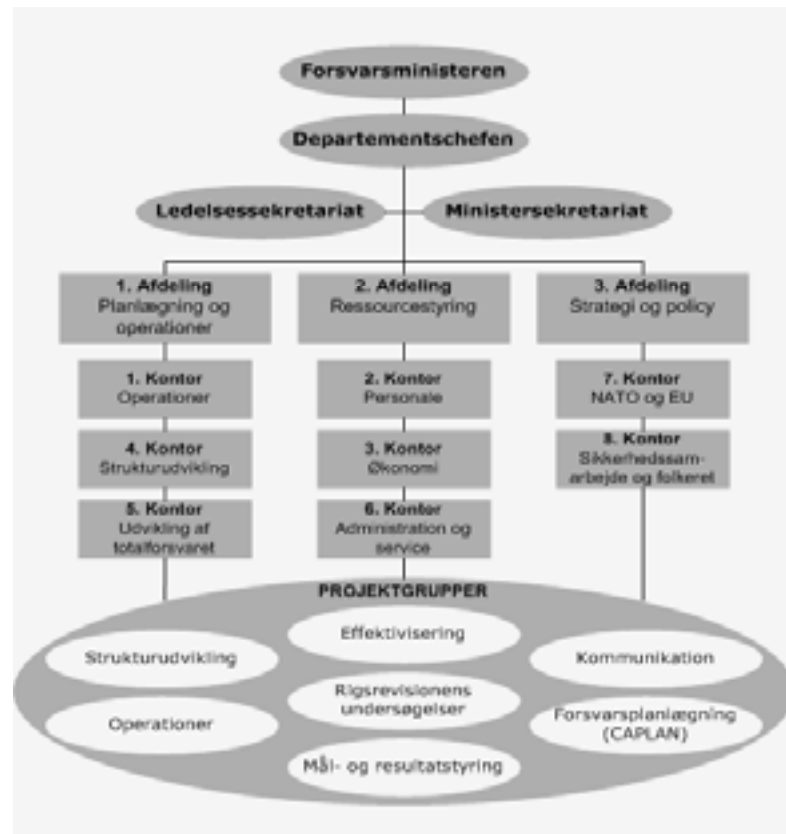 Forsvarsministeren
Departementschefen
Ledelsessekretariat
Ministersekretariat
1. Afdeling
Planlægning og
operationer
2. Afdeling
Ressourcestyring
3. Afdeling
Strategi og policy
1. Kontor
Operationer
2. Kontor
Personale
7. Kontor
NATO og EU
4. Kontor
Strukturudvikling
3. Kontor
Økonomi
8. Kontor
Sikkerhedssam-
arbejde og folkeret
5. Kontor
Udvikling af
totalforsvaret
6. Kontor
Administration og
service
PROJEKTGRUPPER
Strukturudvikling
Effektivisering
Kommunikation
Operationer
Rigsrevisionens
undersøgelser
Forsvarsplanlægning
(CAPLAN)
Mål- og resultatstyring